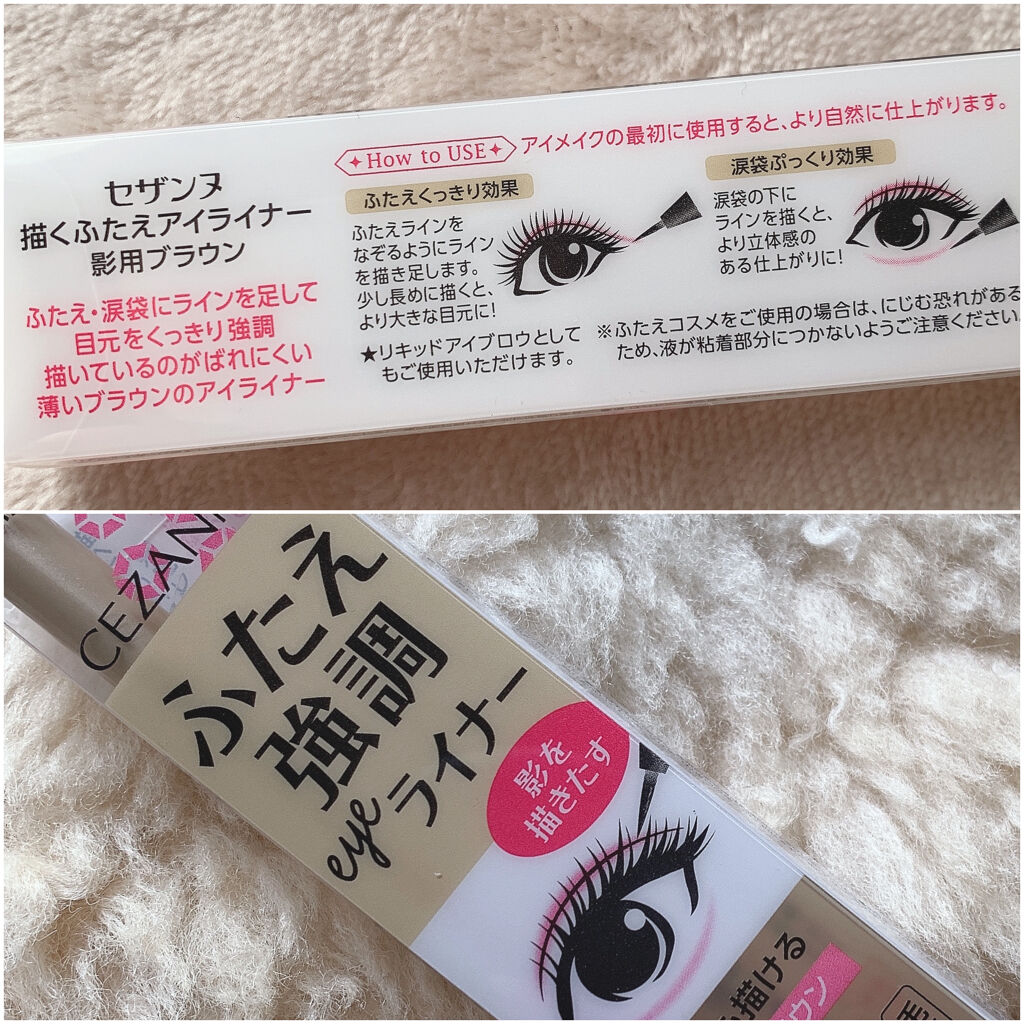 セザンヌ
描くふたえアイライナー
影用ブラウン
ふたえ・涙袋にラインを足して
目元をくっきり強調
描いているのがばれにくい
薄いブラウンのアイライナー
How to USE アイメイクの最初に使用すると、より自然に仕上がります。
ふたえくっきり効果
ふたえラインを
なぞるようにライン
を描き足します。
少し長めに描くと、
より大きな目元に!
★リキッドアイブロウとして
もご使用いただけます。
涙袋ぷっくり効果
涙袋の下に
ラインを描くと、
より立体感の
ある仕上がりに!
※ふたえコスメをご使用の場合は、にじむ恐れがある
ため、液が粘着部分につかないようご注意ください。
CEZAN
ふたえ
強調
eyeライナー
影を
描きたす
描ける
ウン